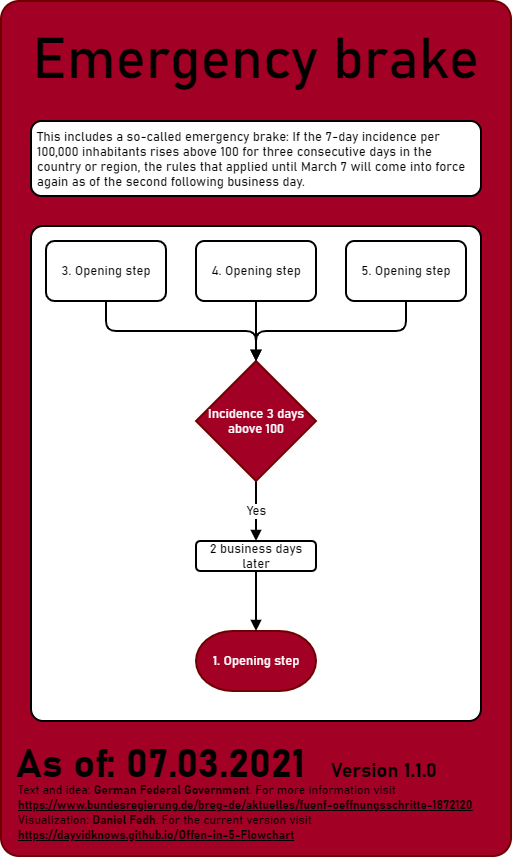 Emergency brake
This includes a so-called emergency brake: If the 7-day incidence per
100,000 inhabitants rises above 100 for three consecutive days in the
country or region, the rules that applied until March 7 will come into force
again as of the second following business day.
3. Opening step
4. Opening step
5. Opening step
Incidence 3 days
above 100
Yes
2 business days
later
1. Opening step
As of: 07.03.2021 Version 1.1.0
Text and idea: German Federal Government. For more information visit
https://www.bundesregierung.de/breg-de/aktuelles/fuenf-oeffnungsschritte-1872120
Visualization: Daniel Fedh. For the current version visit
https://dayvidknows.github.io/Offen-in-5-Flowchart